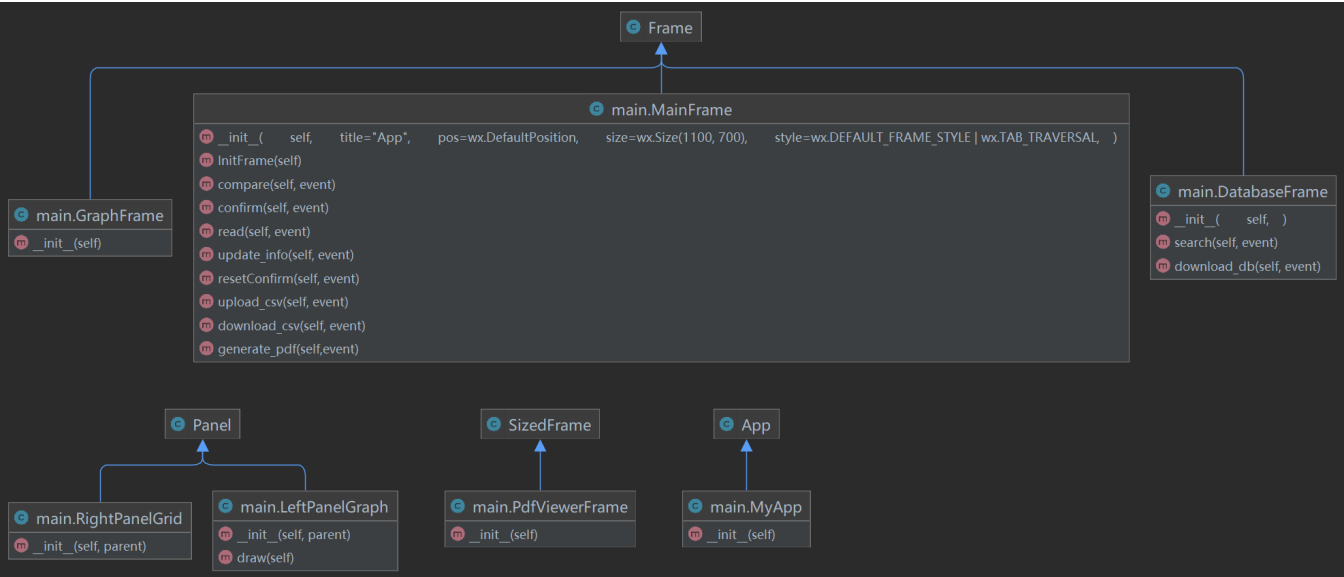 Frame
main.MainFrame
__init__( self, title="App", pos=wx.DefaultPosition, size=wx.Size(1100, 700), style=wx.DEFAULT_FRAME_STYLE | wx.TAB_TRAVERSAL, )
InitFrame(self)
compare(self, event)
confirm(self, event)
read(self, event)
update_info(self, event)
resetConfirm(self, event)
upload_csv(self, event)
download_csv(self, event)
generate_pdf(self,event)
main.GraphFrame
__init__(self)
main.DatabaseFrame
__init__( self, )
search(self, event)
download_db(self, event)
Panel
SizedFrame
App
main.RightPanelGrid
__init__(self, parent)
main.LeftPanelGraph
__init__(self, parent)
draw(self)
main.PdfViewerFrame
__init__(self)
main.MyApp
__init__(self)